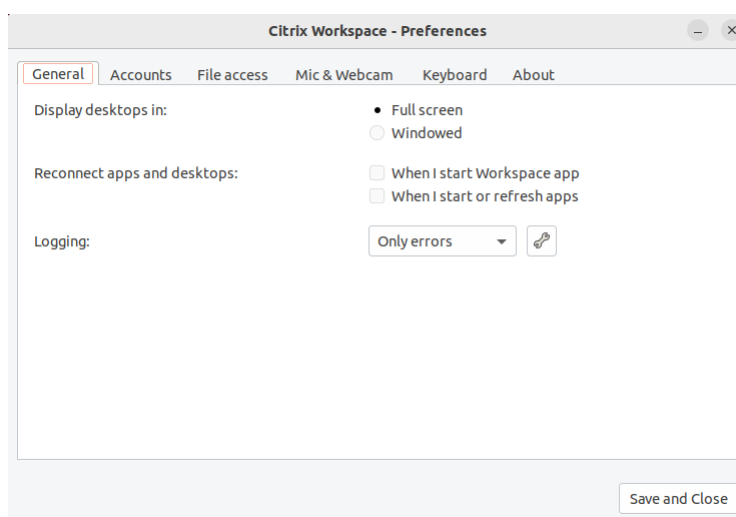 Citrix Workspace - Preferences
General Accounts File access Mic & Webcam Keyboard About
Display desktops in: Full screen
Windowed
Reconnect apps and desktops: When I start Workspace app
When I start or refresh apps
Logging: Only errors
Save and Close